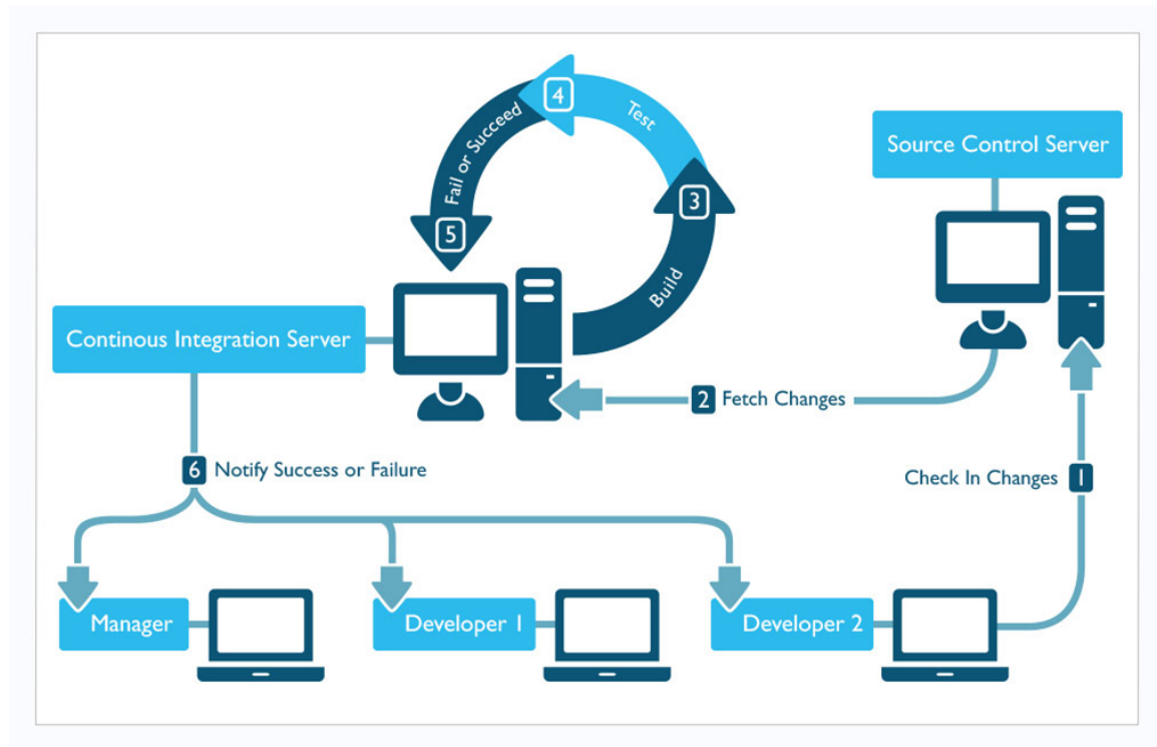 4
Test
Fail or Succeed
Source Control Server
3
5
Build
Continous Integration Server
2 Fetch Changes
6 Notify Success or Failure
Check In Changes 1
Manager
Developer 1
Developer 2